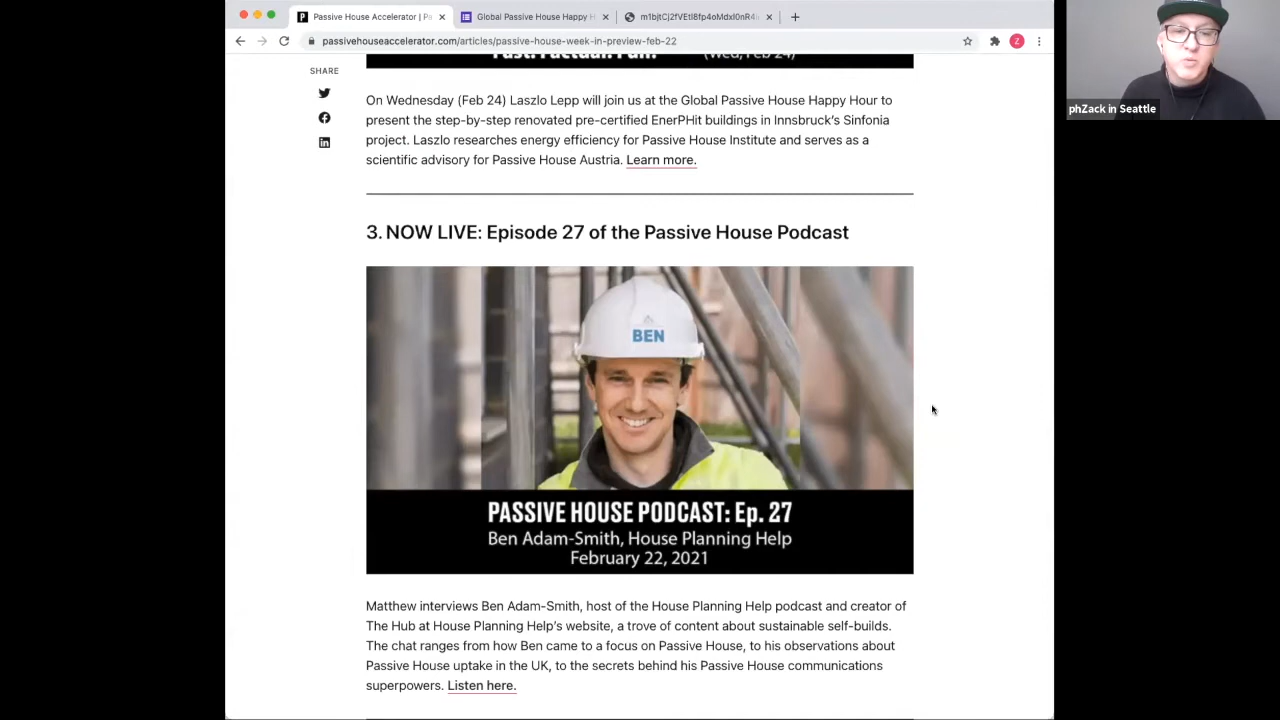 Passive House Accelerator | Pa
Global Passive House Happy H
passivehouseaccelerator.com/articles/passive-house-week-in-preview-feb-22
Z
phZack in Seattle
SHARE
Fast. Factual. Fun.
(Wed, Feb 24)
On Wednesday (Feb 24) Laszlo Lepp will join us at the Global Passive House Happy Hour to
present the step-by-step renovated pre-certified EnerPHit buildings in Innsbruck's Sinfonia
project. Laszlo researches energy efficiency for Passive House Institute and serves as a
scientific advisory for Passive House Austria. Learn more.
3. NOW LIVE: Episode 27 of the Passive House Podcast
BEN
PASSIVE HOUSE PODCAST: Ep. 27
Ben Adam-Smith, House Planning Help
February 22, 2021
Matthew interviews Ben Adam-Smith, host of the House Planning Help podcast and creator of
The Hub at House Planning Help's website, a trove of content about sustainable self-builds.
The chat ranges from how Ben came to a focus on Passive House, to his observations about
Passive House uptake in the UK, to the secrets behind his Passive House communications
superpowers. Listen here.